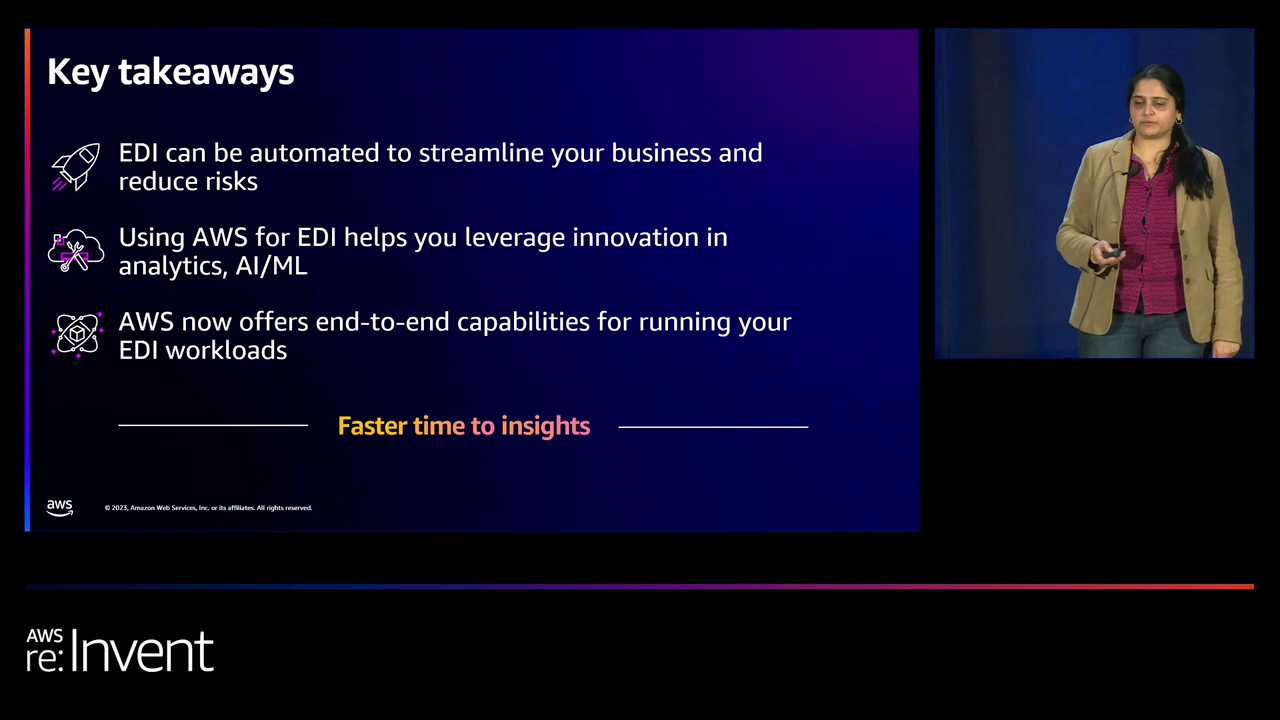 Key takeaways
EDI can be automated to streamline your business and
reduce risks
Using AWS for EDI helps you leverage innovation in
analytics, AI/ML
AWS now offers end-to-end capabilities for running your
EDI workloads
Faster time to insights
aws
© 2023, Amazon Web Services, Inc. or its affiliates. All rights reserved.
AWS
re:Invent